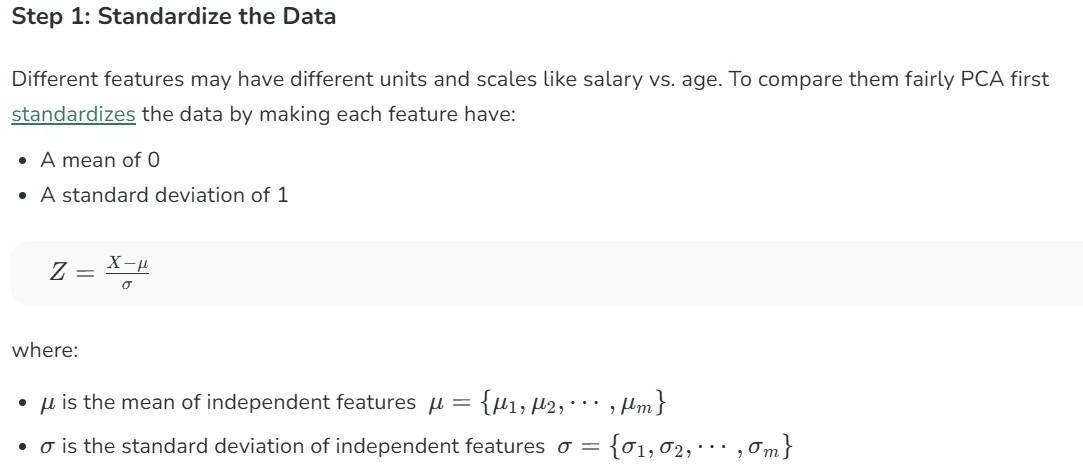 Step 1: Standardize the Data
Different features may have different units and scales like salary vs. age. To compare them fairly PCA first
standardizes the data by making each feature have:
• A mean of 0
• A standard deviation of 1
Z = \frac{X-μ}{σ}
where:
• μ is the mean of independent features μ = {μ₁, μ₂, ⋯ , μₘ}
• σ is the standard deviation of independent features σ = {σ₁, σ₂, ⋯ , σₘ}